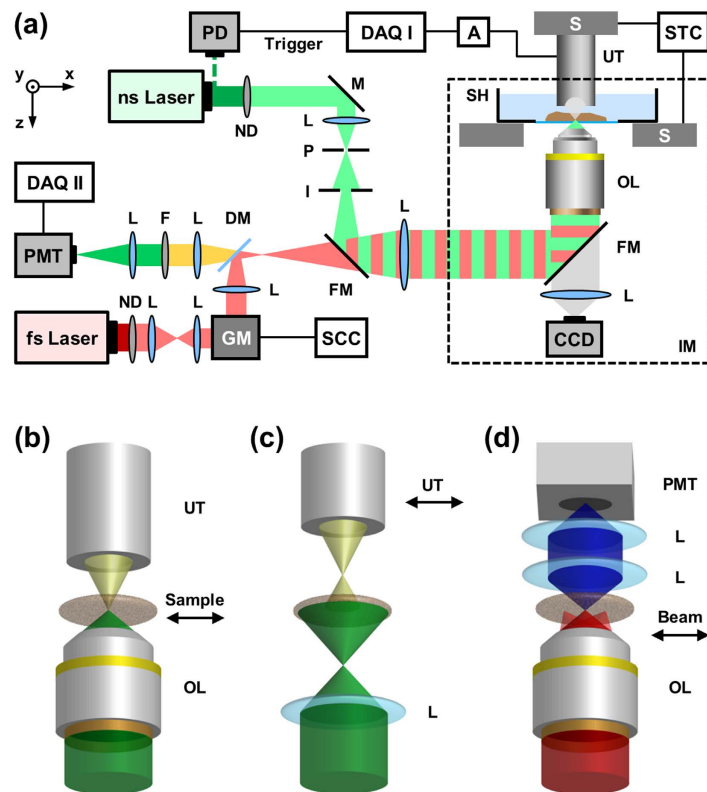 (a)
PD
Trigger
DAQ I
A
S
STC
UT
y
x
z
ns Laser
ND
M
L
P
I
SH
S
OL
DAQ II
PMT
L
F
L
DM
L
FM
L
FM
L
ND
L
L
fs Laser
GM
SCC
CCD
IM
(b)
UT
Sample
OL
(c)
UT
L
(d)
PMT
L
L
Beam
OL